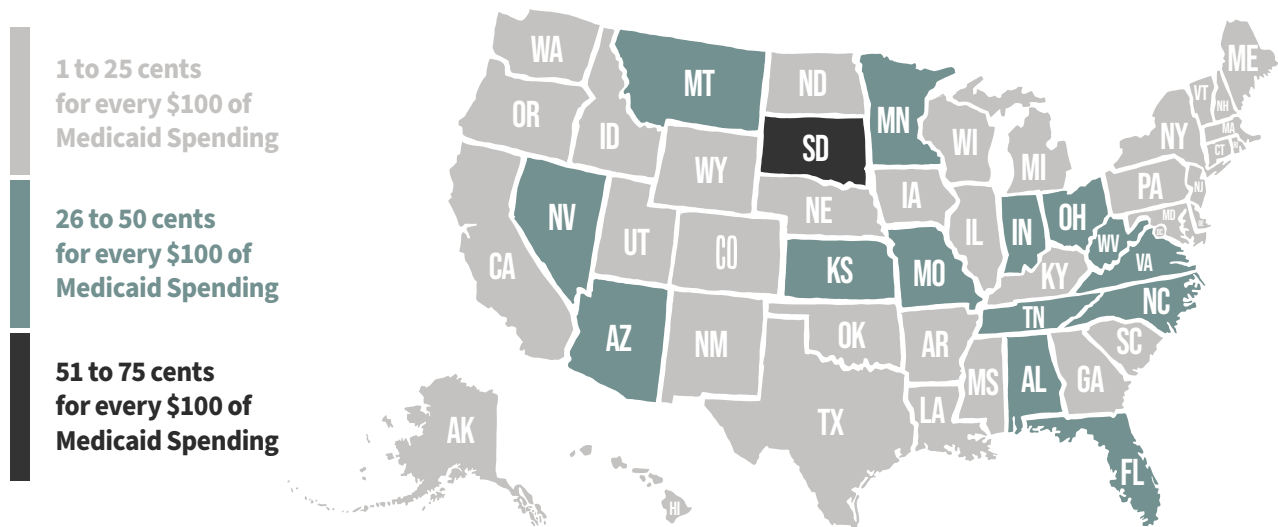 1 to 25 cents
for every $100 of
Medicaid Spending
26 to 50 cents
for every $100 of
Medicaid Spending
51 to 75 cents
for every $100 of
Medicaid Spending
WA
MT
ND
MN
ME
VT
NH
OR
ID
SD
WI
MI
NY
MA
CT
WY
NE
IA
PA
NJ
NV
UT
CO
KS
MO
IL
IN
OH
WV
MD
VA
CA
KY
AZ
NM
OK
AR
TN
NC
SC
TX
LA
MS
AL
GA
AK
HI
FL